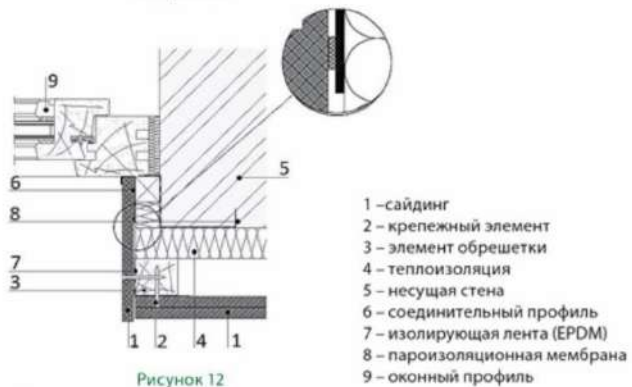 9
6
8
7
3
5
1 2 4 1
Рисунок 12
1 –сайдинг
2 – крепежный элемент
3 – элемент обрешетки
4 – теплоизоляция
5 – несущая стена
6 – соединительный профиль
7 – изолирующая лента (EPDM)
8 – пароизоляционная мембрана
9 – оконный профиль